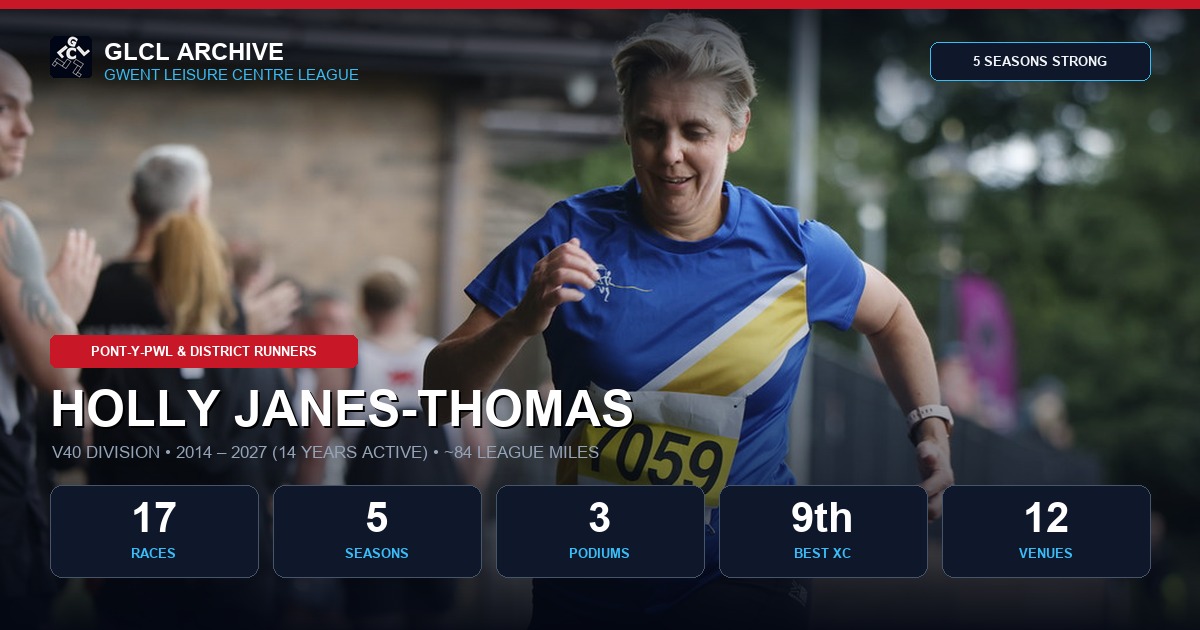 GLCL ARCHIVE
GWENT LEISURE CENTRE LEAGUE
5 SEASONS STRONG
PONT-Y-PWL & DISTRICT RUNNERS
HOLLY JANES-THOMAS
V40 DIVISION • 2014 – 2027 (14 YEARS ACTIVE) • ~84 LEAGUE MILES
7059
17
RACES
5
SEASONS
3
PODIUMS
9th
BEST XC
12
VENUES